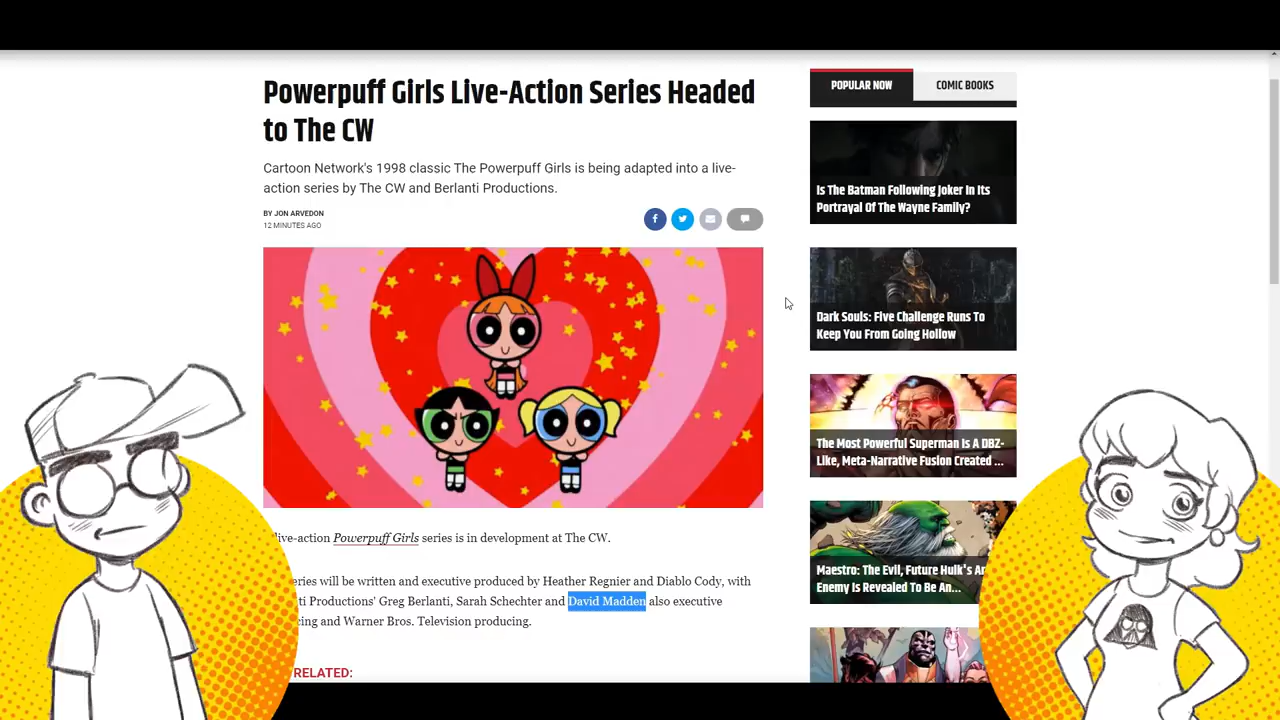 Powerpuff Girls Live-Action Series Headed
to The CW
Cartoon Network's 1998 classic The Powerpuff Girls is being adapted into a live-
action series by The CW and Berlanti Productions.
BY JON ARVEDON
12 MINUTES AGO
live-action Powerpuff Girls series is in development at The CW.
eries will be written and executive produced by Heather Regnier and Diablo Cody, with
ti Productions' Greg Berlanti, Sarah Schechter and David Madden also executive
cing and Warner Bros. Television producing.
RELATED:
POPULAR NOW
COMIC BOOKS
Is The Batman Following Joker In Its
Portrayal Of The Wayne Family?
Dark Souls: Five Challenge Runs To
Keep You From Going Hollow
The Most Powerful Superman Is A DBZ-
Like, Meta-Narrative Fusion Created ...
Maestro: The Evil, Future Hulk's Ar
Enemy Is Revealed To Be An...